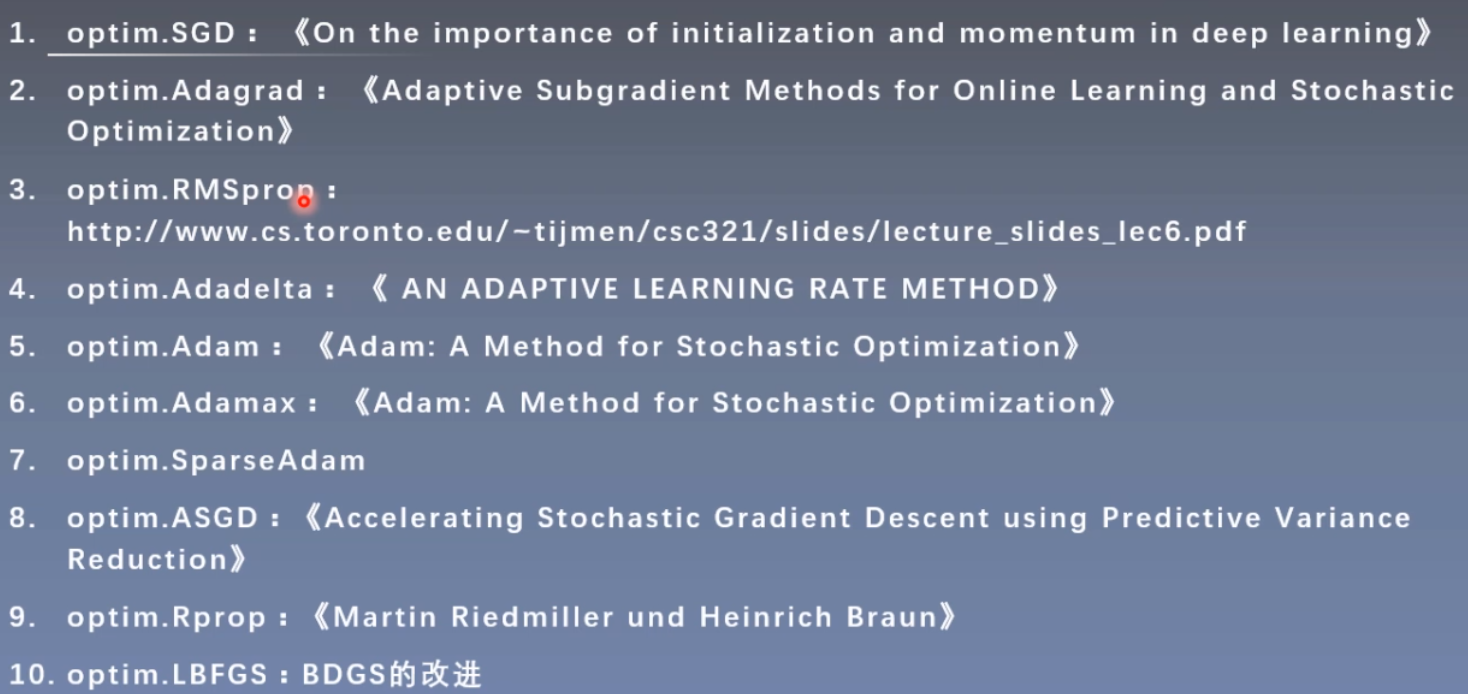 1. optim.SGD：《On the importance of initialization and momentum in deep learning》
2. optim.Adagrad：《Adaptive Subgradient Methods for Online Learning and Stochastic
Optimization》
3. optim.RMSprop：
http://www.cs.toronto.edu/~tijmen/csc321/slides/lecture_slides_lec6.pdf
4. optim.Adadelta：《 AN ADAPTIVE LEARNING RATE METHOD》
5. optim.Adam：《Adam: A Method for Stochastic Optimization》
6. optim.Adamax：《Adam: A Method for Stochastic Optimization》
7. optim.SparseAdam
8. optim.ASGD：《Accelerating Stochastic Gradient Descent using Predictive Variance
Reduction》
9. optim.Rprop：《Martin Riedmiller und Heinrich Braun》
10. optim.LBFGS：BDGS的改进